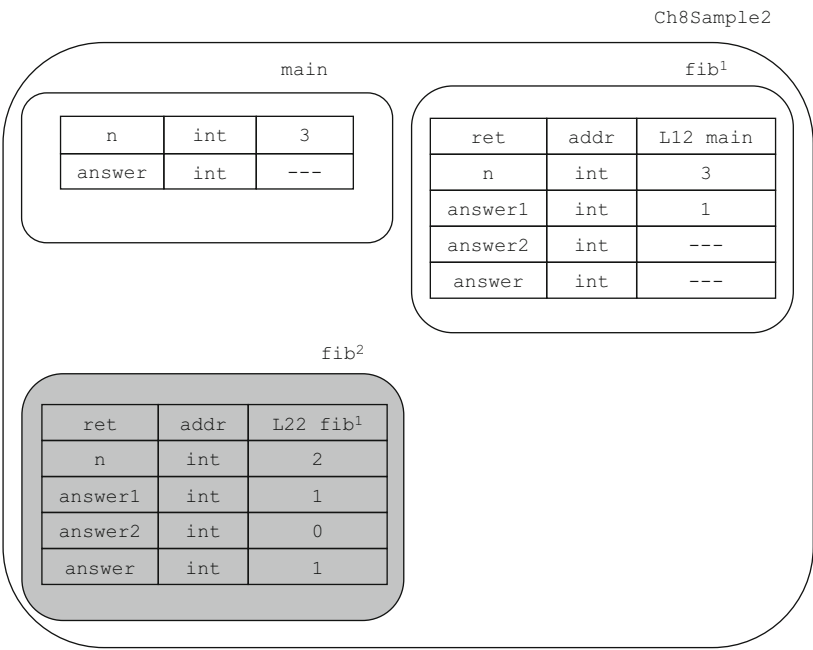 Ch8Sample2
main
n int 3
answer int ---
fib¹
ret addr L12 main
n int 3
answer1 int 1
answer2 int ---
answer int ---
fib²
ret addr L22 fib¹
n int 2
answer1 int 1
answer2 int 0
answer int 1